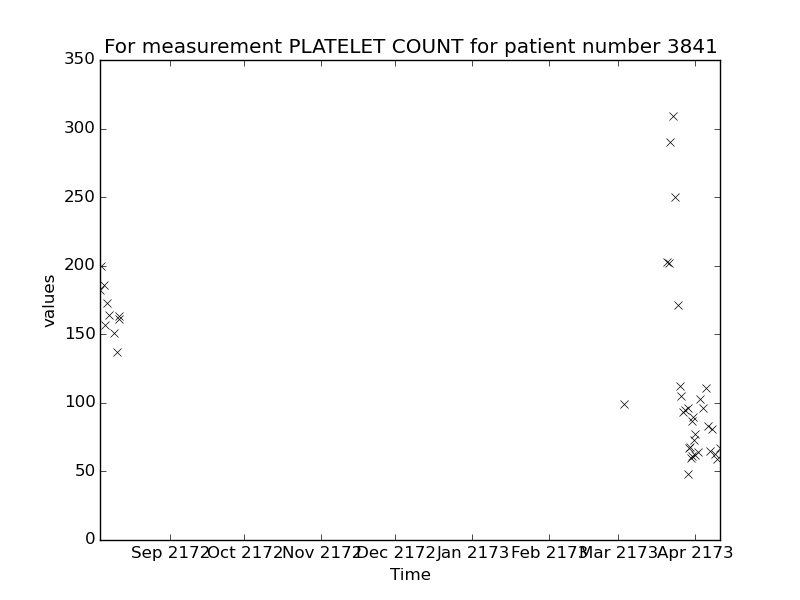 For measurement PLATELET COUNT for patient number 3841
350
300
250
200
150
100
50
0
values
Sep 2172 Oct 2172 Nov 2172 Dec 2172 Jan 2173 Feb 2173 Mar 2173 Apr 2173
Time